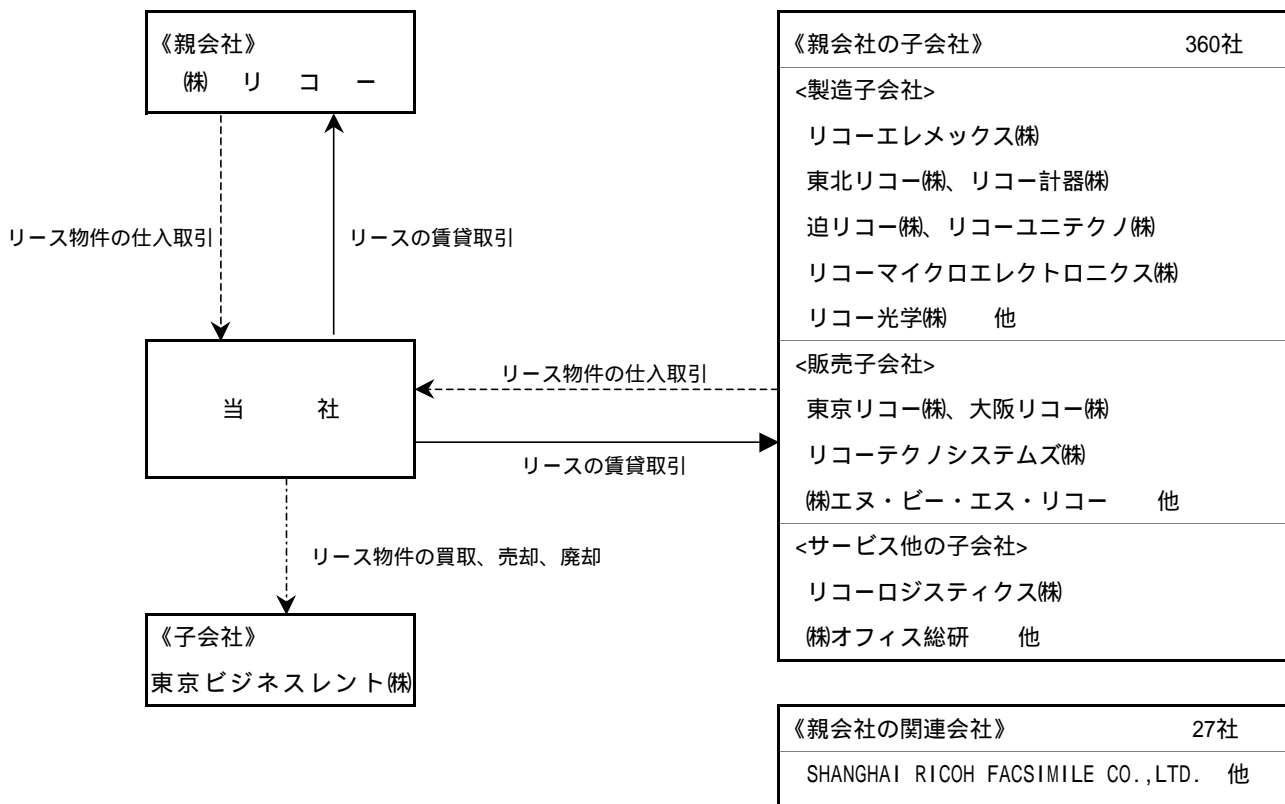 《親会社》
㈱ リ コ ー
リース物件の仕入取引
リースの賃貸取引
当 社
リース物件の買取、売却、廃却
《子会社》
東京ビジネスレント㈱
リース物件の仕入取引
リースの賃貸取引
《親会社の子会社》 360社
<製造子会社>
リコーエレメックス㈱
東北リコー㈱、リコー計器㈱
迫リコー㈱、リコーユニテクノ㈱
リコーマイクロエレクトロニクス㈱
リコー光学㈱ 他
<販売子会社>
東京リコー㈱、大阪リコー㈱
リコーテクノシステムズ㈱
㈱エヌ・ビー・エス・リコー 他
<サービス他の子会社>
リコーロジスティクス㈱
㈱オフィス総研 他
《親会社の関連会社》 27社
SHANGHAI RICOH FACSIMILE CO.,LTD. 他